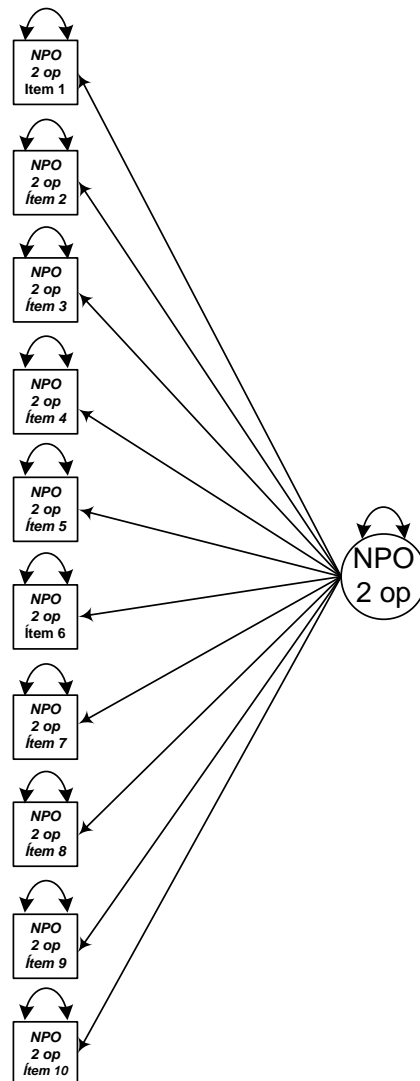 NPO
2 op
Item 1
NPO
2 op
Ítem 2
NPO
2 op
Ítem 3
NPO
2 op
Ítem 4
NPO
2 op
Ítem 5
NPO
2 op
Ítem 6
NPO
2 op
Ítem 7
NPO
2 op
Ítem 8
NPO
2 op
Ítem 9
NPO
2 op
Ítem 10
NPO
2 op